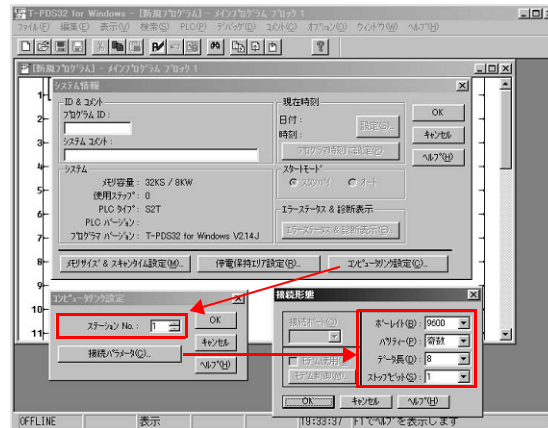 T-PDS32 for Windows - [新規プログラム] - メインプログラム ブロック 1
ファイル(F) 編集(E) 表示(V) 検索(S) PLC(P) デバッグ(D) コメント(C) オプション(O) ウィンドウ(W) ヘルプ(H)
[新規プログラム] - メインプログラム ブロック 1
システム情報
ID & コメント
プログラム ID:
システム コメント:
現在時刻
日付:
時刻:
設定(S)...
プログラマ時刻に設定(P)
OK
キャンセル
ヘルプ(H)
システム
メモリ容量: 32KS / 8KW
使用ステップ: 0
PLC タイプ: S2T
PLC バージョン:
プログラマ バージョン: T-PDS32 for Windows V2.14J
スタートモード
スタンバイ オート
エラーステータス & 診断表示
エラーステータス & 診断表示(E)...
メモリサイズ & スキャンタイム設定(M)...
停電保持エリア設定(R)...
コンピュータリンク設定(C)...
1
2
3
4
5
6
7
8
9
10
11
コンピュータリンク設定
ステーション No.: 1
接続パラメータ(C)...
OK
キャンセル
ヘルプ(H)
接続形態
接続ポート(O):
モデム使用(U)
モデム制御(M)...
ボーレイト(B): 9600
パリティー(P): 奇数
データ長(D): 8
ストップビット(S): 1
OK
キャンセル
ヘルプ(H)
OFFLINE 表示 19:33:37 F1でヘルプを表示します